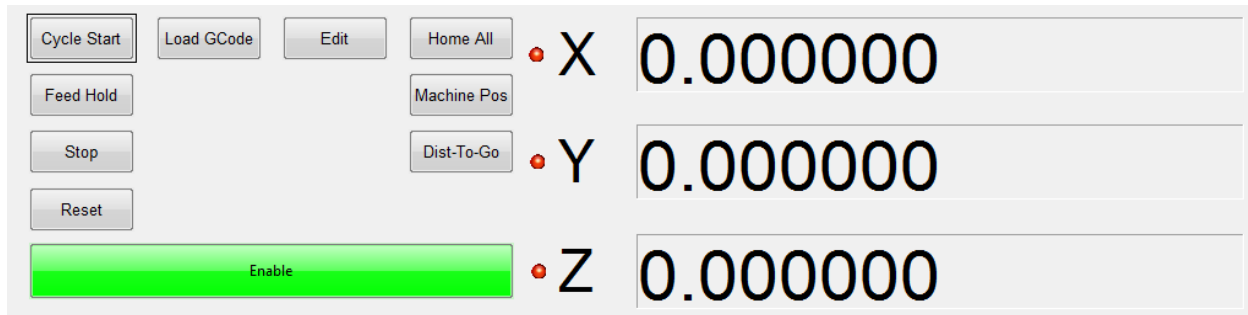 Cycle Start Load GCode Edit Home All X 0.000000
Feed Hold Machine Pos
Stop Dist-To-Go Y 0.000000
Reset
Enable Z 0.000000